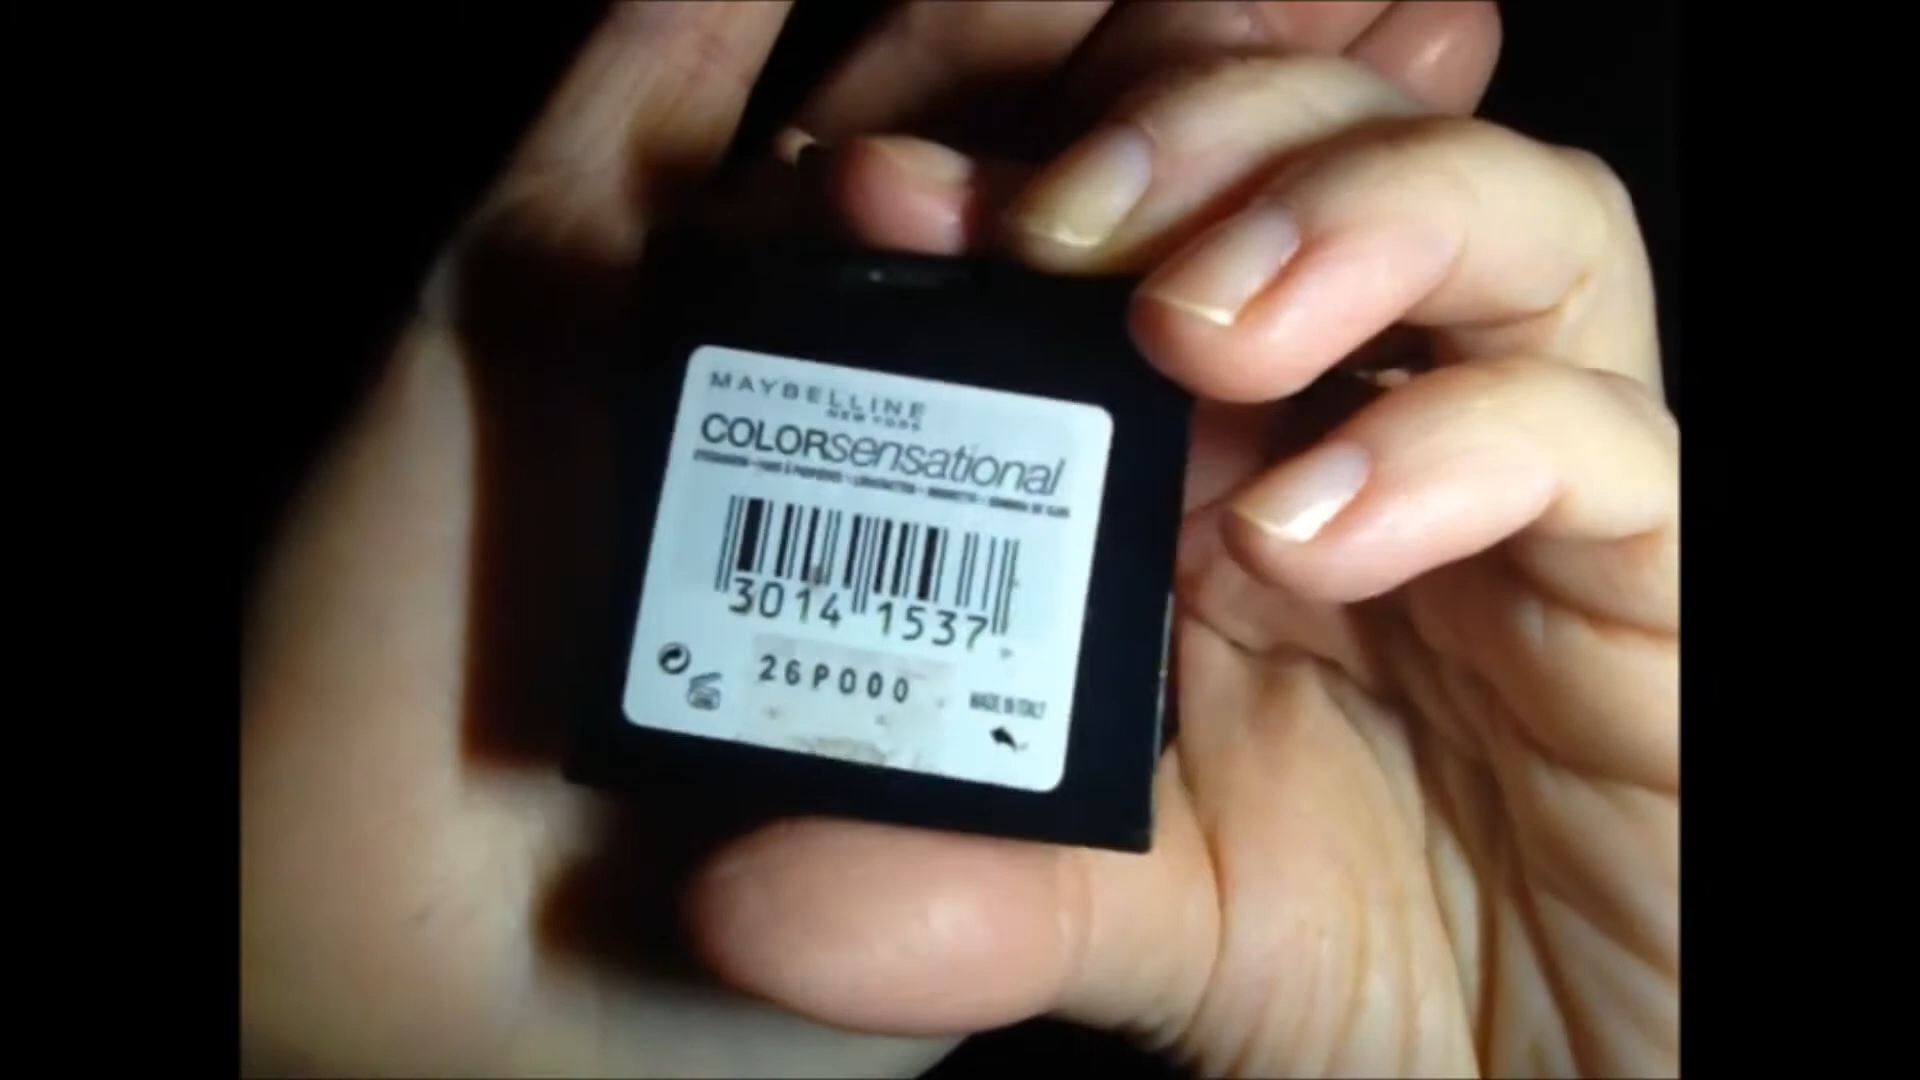 MAYBELLINE
NEW YORK
COLORsensational
3014 1537
26P000
MADE IN ITALY